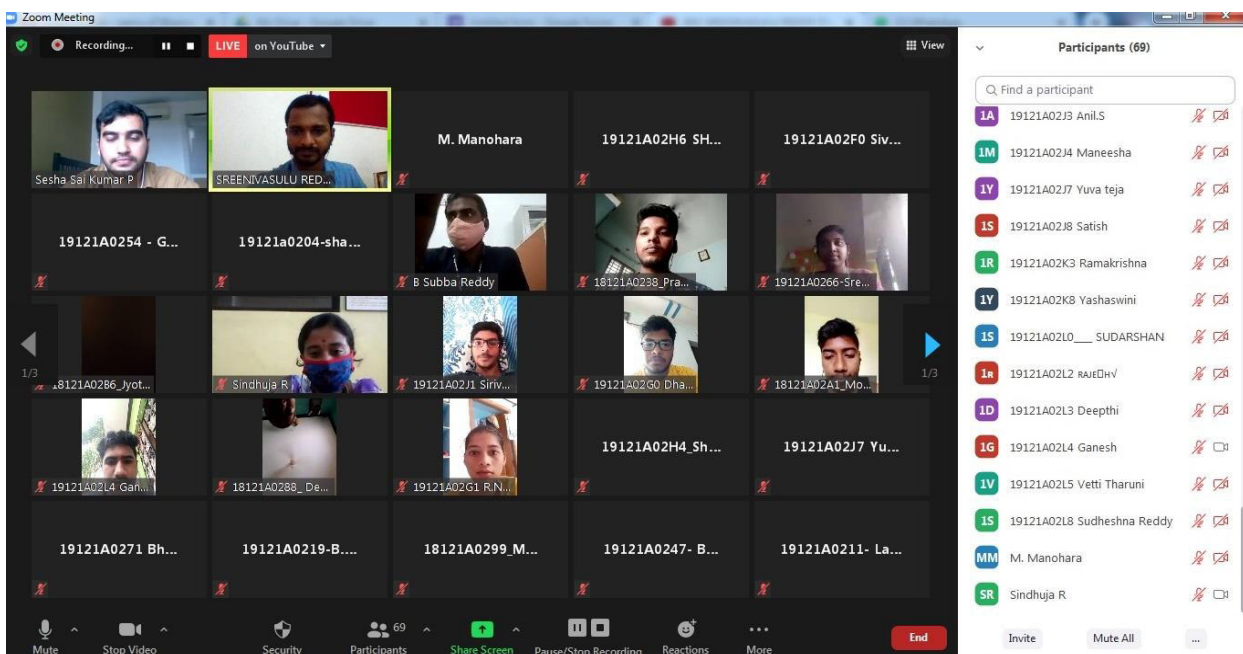 Zoom Meeting
Recording...
LIVE on YouTube
View
Sesha Sai Kumar P
SREENIVASULU RED...
M. Manohara
19121A02H6 SH...
19121A02F0 Siv...
19121A0254 - G...
19121a0204-sha...
B Subba Reddy
18121A0238_Pra...
19121A0266-Sre...
1/3
18121A02B6_Jyot...
Sindhuja R
19121A02J1 Siriv...
19121A02G0 Dha...
18121A02A1_Mo...
1/3
19121A02L4 Gan...
18121A0288_ De...
19121A02G1 R.N...
19121A02H4_Sh...
19121A02J7 Yu...
19121A0271 Bh...
19121A0219-B....
18121A0299_M...
19121A0247- B...
19121A0211- La...
Mute
Stop Video
Security
69
Participants
Share Screen
Pause/Stop Recording
Reactions
More
End
Participants (69)
Find a participant
1A 19121A02J3 Anil.S
1M 19121A02J4 Maneesha
1Y 19121A02J7 Yuva teja
1S 19121A02J8 Satish
1R 19121A02K3 Ramakrishna
1Y 19121A02K8 Yashaswini
1S 19121A02L0___ SUDARSHAN
1R 19121A02L2
1D 19121A02L3 Deepthi
1G 19121A02L4 Ganesh
1V 19121A02L5 Vetti Tharuni
1S 19121A02L8 Sudheshna Reddy
MM M. Manohara
SR Sindhuja R
Invite
Mute All
...